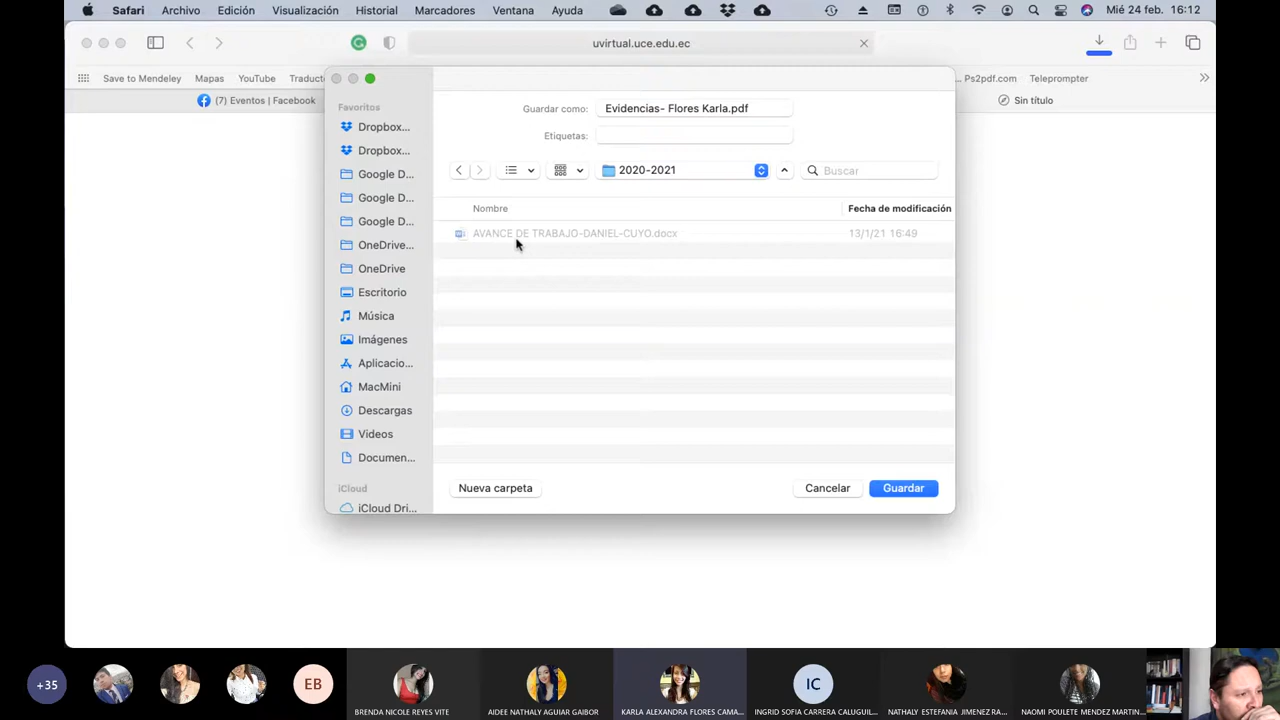 Safari Archivo Edición Visualización Historial Marcadores Ventana Ayuda Mié 24 feb. 16:12
uvirtual.uce.edu.ec
Save to Mendeley Mapas YouTube Traduct Ps2pdf.com Teleprompter
(7) Eventos | Facebook Sin título
Favoritos
Dropbox...
Dropbox...
Google D...
Google D...
Google D...
OneDrive...
OneDrive
Escritorio
Música
Imágenes
Aplicacio...
MacMini
Descargas
Videos
Documen...
iCloud
iCloud Dri...
Guardar como: Evidencias- Flores Karla.pdf
Etiquetas:
2020-2021 Buscar
Nombre Fecha de modificación
AVANCE DE TRABAJO-DANIEL-CUYO.docx 13/1/21 16:49
Nueva carpeta Cancelar Guardar
+35 EB IC
BRENDA NICOLE REYES VITE AIDEE NATHALY AGUIAR GAIBOR KARLA ALEXANDRA FLORES CAMA... INGRID SOFIA CARRERA CALUGUIL... NATHALY ESTEFANIA JIMENEZ RA... NAOMI POULETE MENDEZ MARTIN...